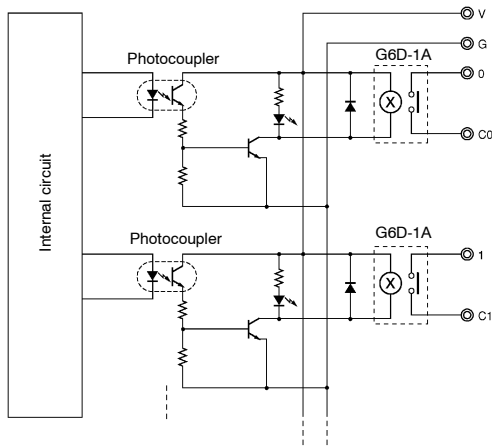 V
G
Photocoupler
G6D-1A
0
X
C0
Internal circuit
Photocoupler
G6D-1A
1
X
C1